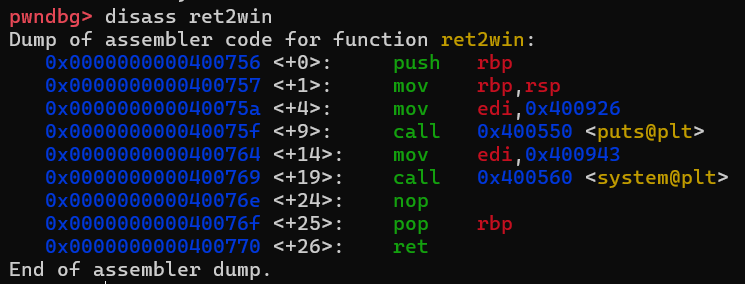 pwndbg> disass ret2win
Dump of assembler code for function ret2win:
   0x0000000000400756 <+0>:     push   rbp
   0x0000000000400757 <+1>:     mov    rbp,rsp
   0x000000000040075a <+4>:     mov    edi,0x400926
   0x000000000040075f <+9>:     call   0x400550 <puts@plt>
   0x0000000000400764 <+14>:    mov    edi,0x400943
   0x0000000000400769 <+19>:    call   0x400560 <system@plt>
   0x000000000040076e <+24>:    nop
   0x000000000040076f <+25>:    pop    rbp
   0x0000000000400770 <+26>:    ret
End of assembler dump.